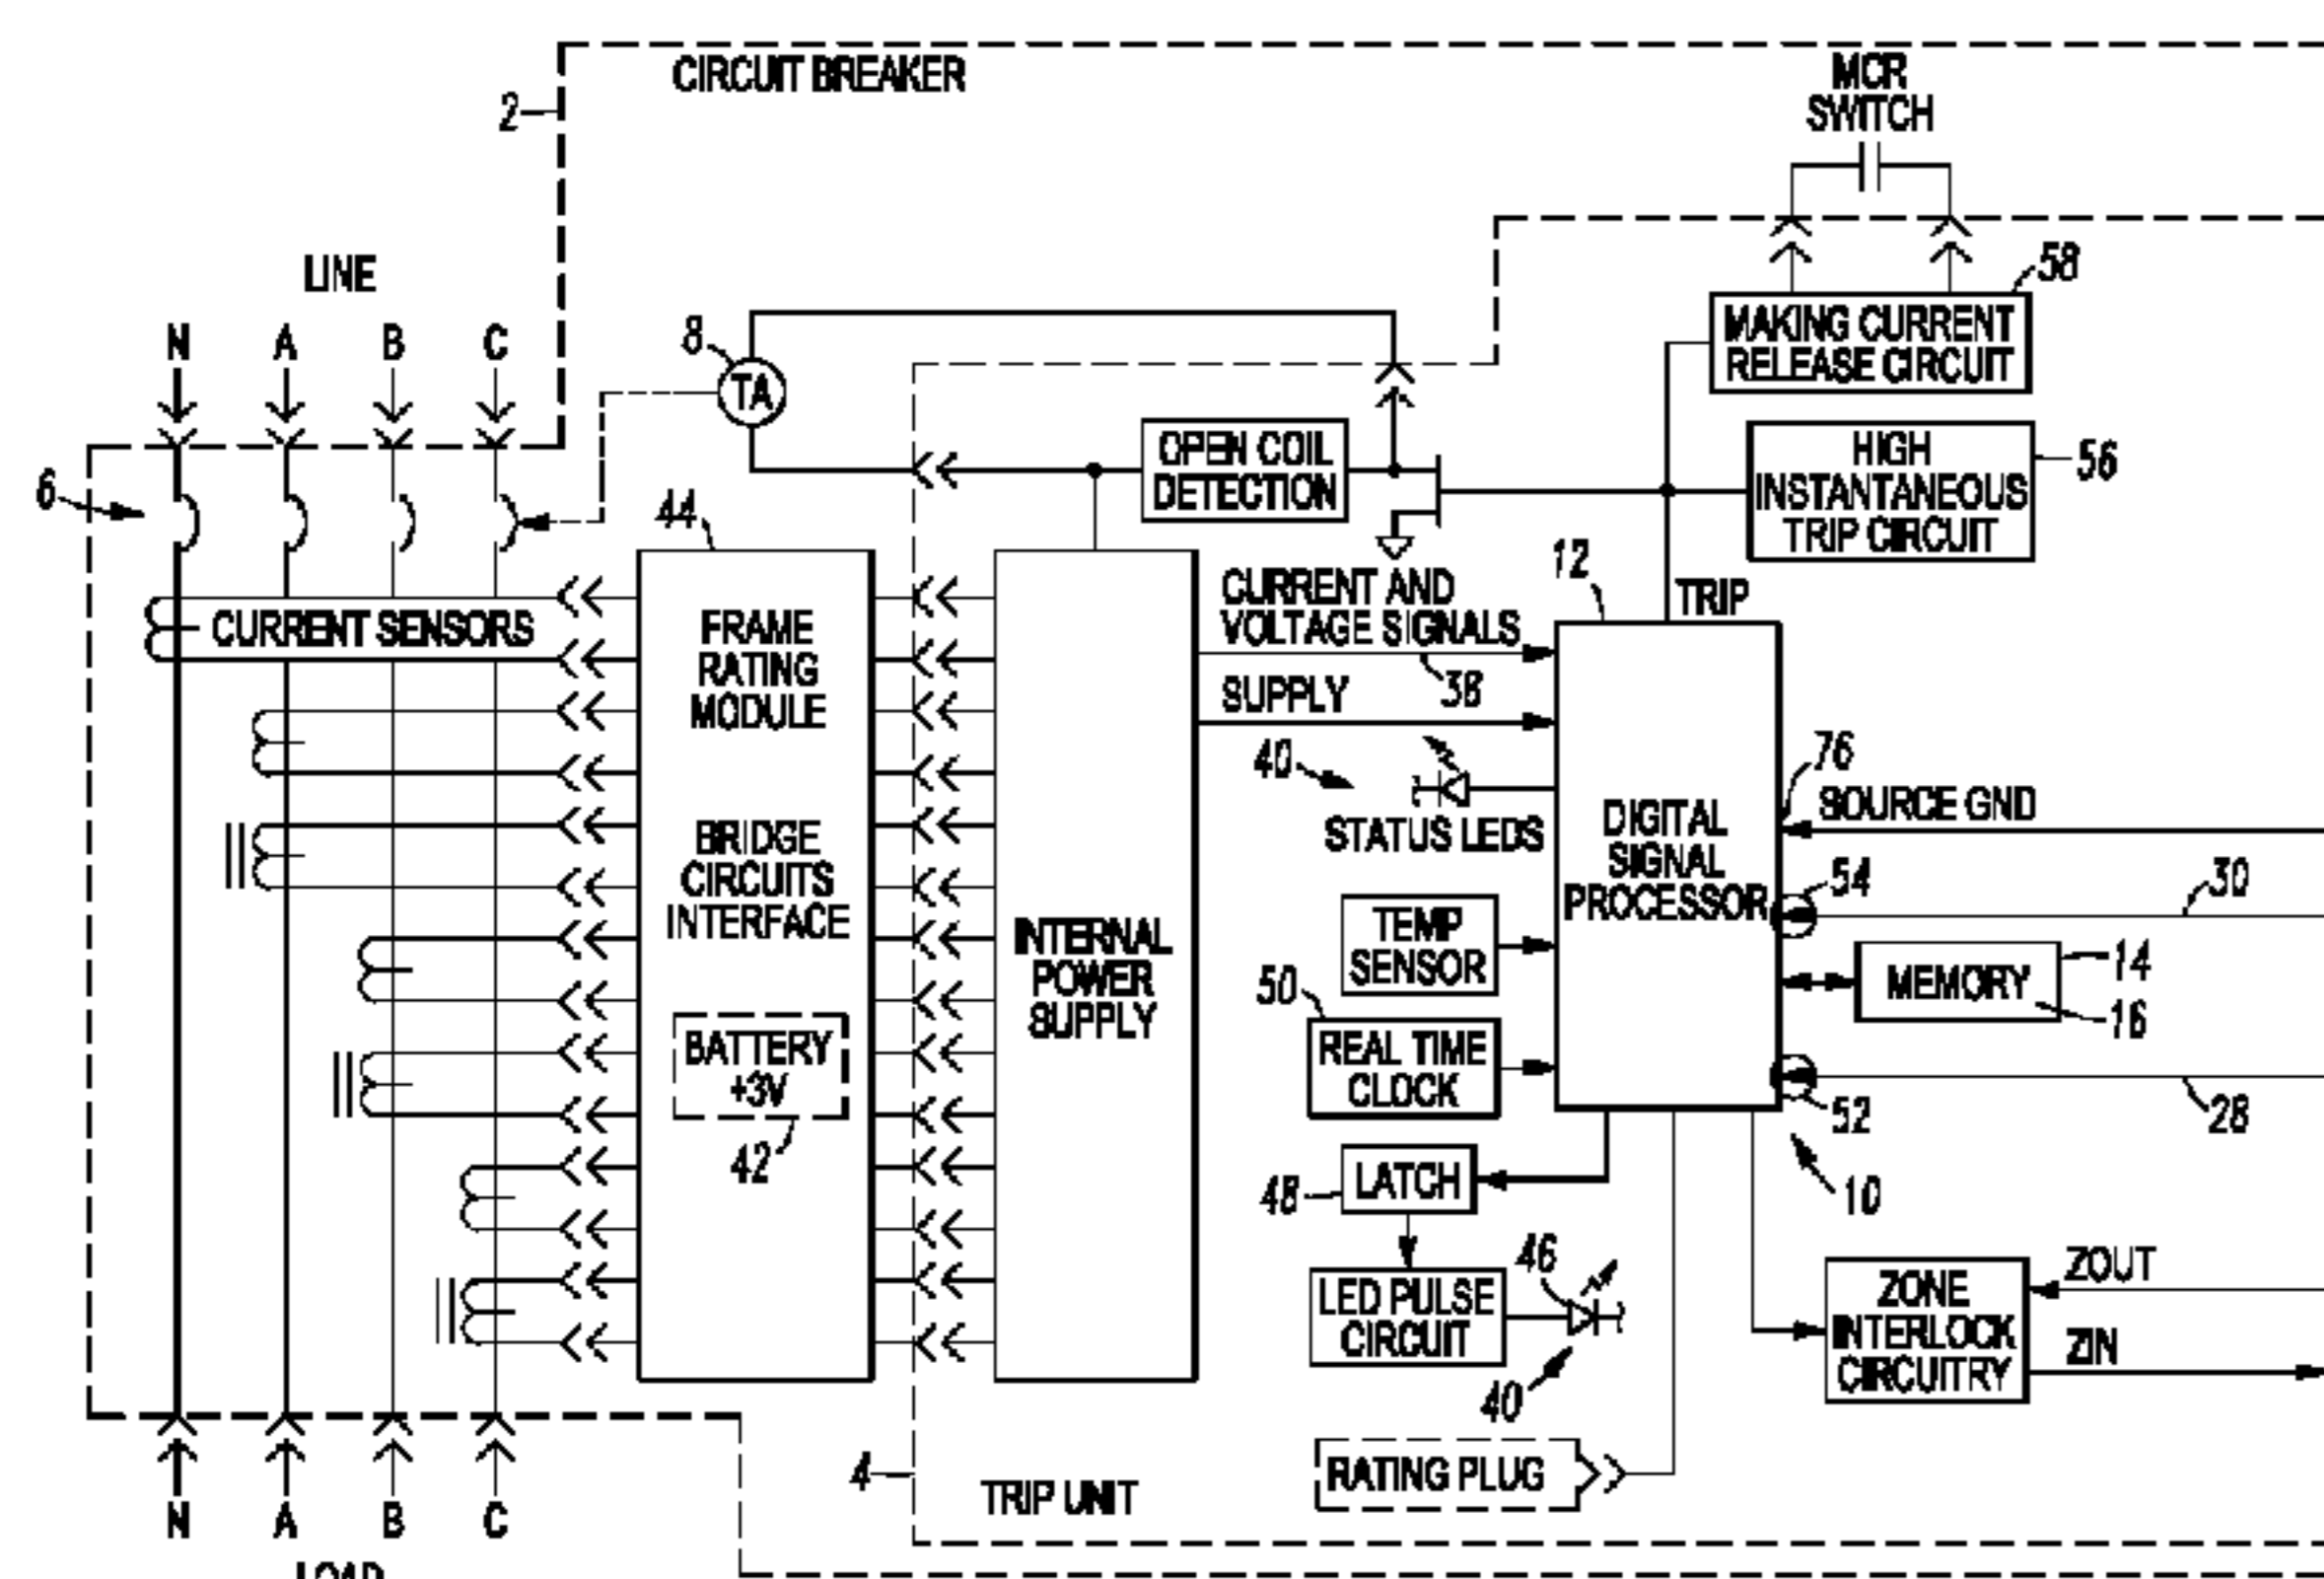 CIRCUIT BREAKER
MCR
SWITCH
2
LINE
58
N A B C
8
MAKING CURRENT
RELEASE CIRCUIT
TA
OPEN COIL
DETECTION
HIGH
INSTANTANEOUS
TRIP CIRCUIT
56
6
44
12
CURRENT AND
VOLTAGE SIGNALS
TRIP
CURRENT SENSORS
FRAME
RATING
MODULE
38
SUPPLY
40
76
SOURCE GND
STATUS LEDS
DIGITAL
SIGNAL
PROCESSOR
BRIDGE
CIRCUITS
INTERFACE
54
30
TEMP
SENSOR
INTERNAL
POWER
SUPPLY
MEMORY
14
16
50
REAL TIME
CLOCK
BATTERY
+3V
42
52
28
LATCH
48
10
46
LED PULSE
CIRCUIT
40
ZONE
INTERLOCK
CIRCUITRY
ZOUT
ZIN
RATING PLUG
4
TRIP UNIT
N A B C
LOAD